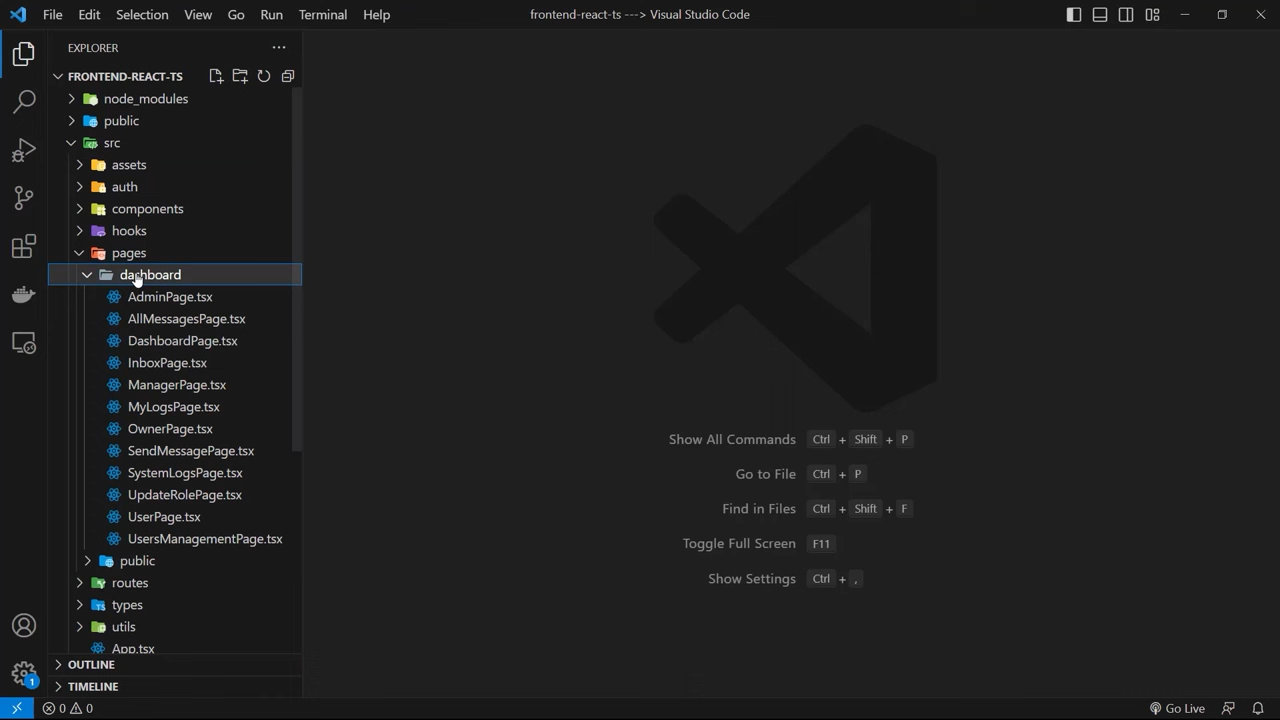 File Edit Selection View Go Run Terminal Help frontend-react-ts ---> Visual Studio Code
EXPLORER
FRONTEND-REACT-TS
node_modules
public
src
assets
auth
components
hooks
pages
dashboard
AdminPage.tsx
AllMessagesPage.tsx
DashboardPage.tsx
InboxPage.tsx
ManagerPage.tsx
MyLogsPage.tsx
OwnerPage.tsx
SendMessagePage.tsx
SystemLogsPage.tsx
UpdateRolePage.tsx
UserPage.tsx
UsersManagementPage.tsx
public
routes
types
utils
App.tsx
OUTLINE
TIMELINE
Show All Commands Ctrl + Shift + P
Go to File Ctrl + P
Find in Files Ctrl + Shift + F
Toggle Full Screen F11
Show Settings Ctrl + ,
1
0 0 Go Live